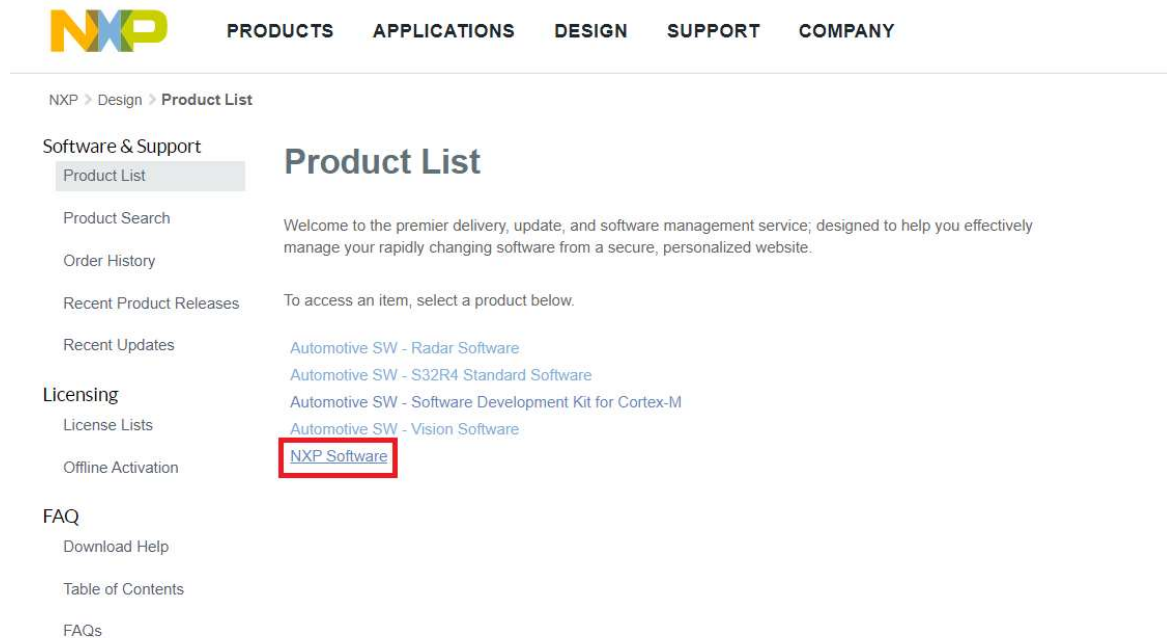 NXP
PRODUCTS APPLICATIONS DESIGN SUPPORT COMPANY
NXP > Design > Product List
Software & Support
Product List
Product Search
Order History
Recent Product Releases
Recent Updates
Licensing
License Lists
Offline Activation
FAQ
Download Help
Table of Contents
FAQs
Product List
Welcome to the premier delivery, update, and software management service; designed to help you effectively
manage your rapidly changing software from a secure, personalized website.
To access an item, select a product below.
Automotive SW - Radar Software
Automotive SW - S32R4 Standard Software
Automotive SW - Software Development Kit for Cortex-M
Automotive SW - Vision Software
NXP Software